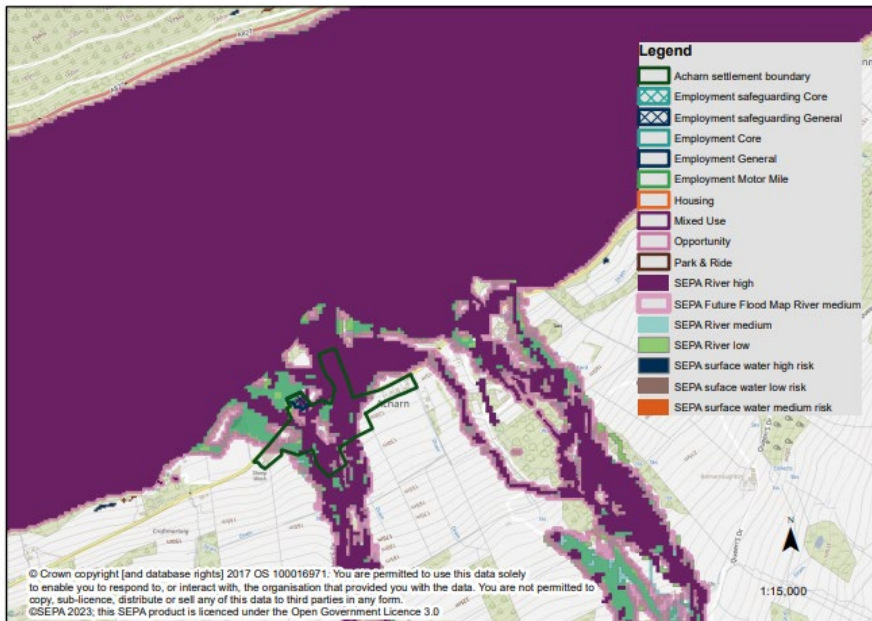 A827
Legend
Acharn settlement boundary
Employment safeguarding Core
Employment safeguarding General
Employment Core
Employment General
Employment Motor Mile
Housing
Mixed Use
Opportunity
Park & Ride
SEPA River high
SEPA Future Flood Map River medium
SEPA River medium
SEPA River low
SEPA surface water high risk
SEPA suface water low risk
SEPA surface water medium risk
Acharn
Queen's Dr
N
1:15,000
© Crown copyright [and database rights] 2017 OS 100016971. You are permitted to use this data solely
to enable you to respond to, or interact with, the organisation that provided you with the data. You are not permitted to
copy, sub-licence, distribute or sell any of this data to third parties in any form.
©SEPA 2023; this SEPA product is licenced under the Open Government Licence 3.0